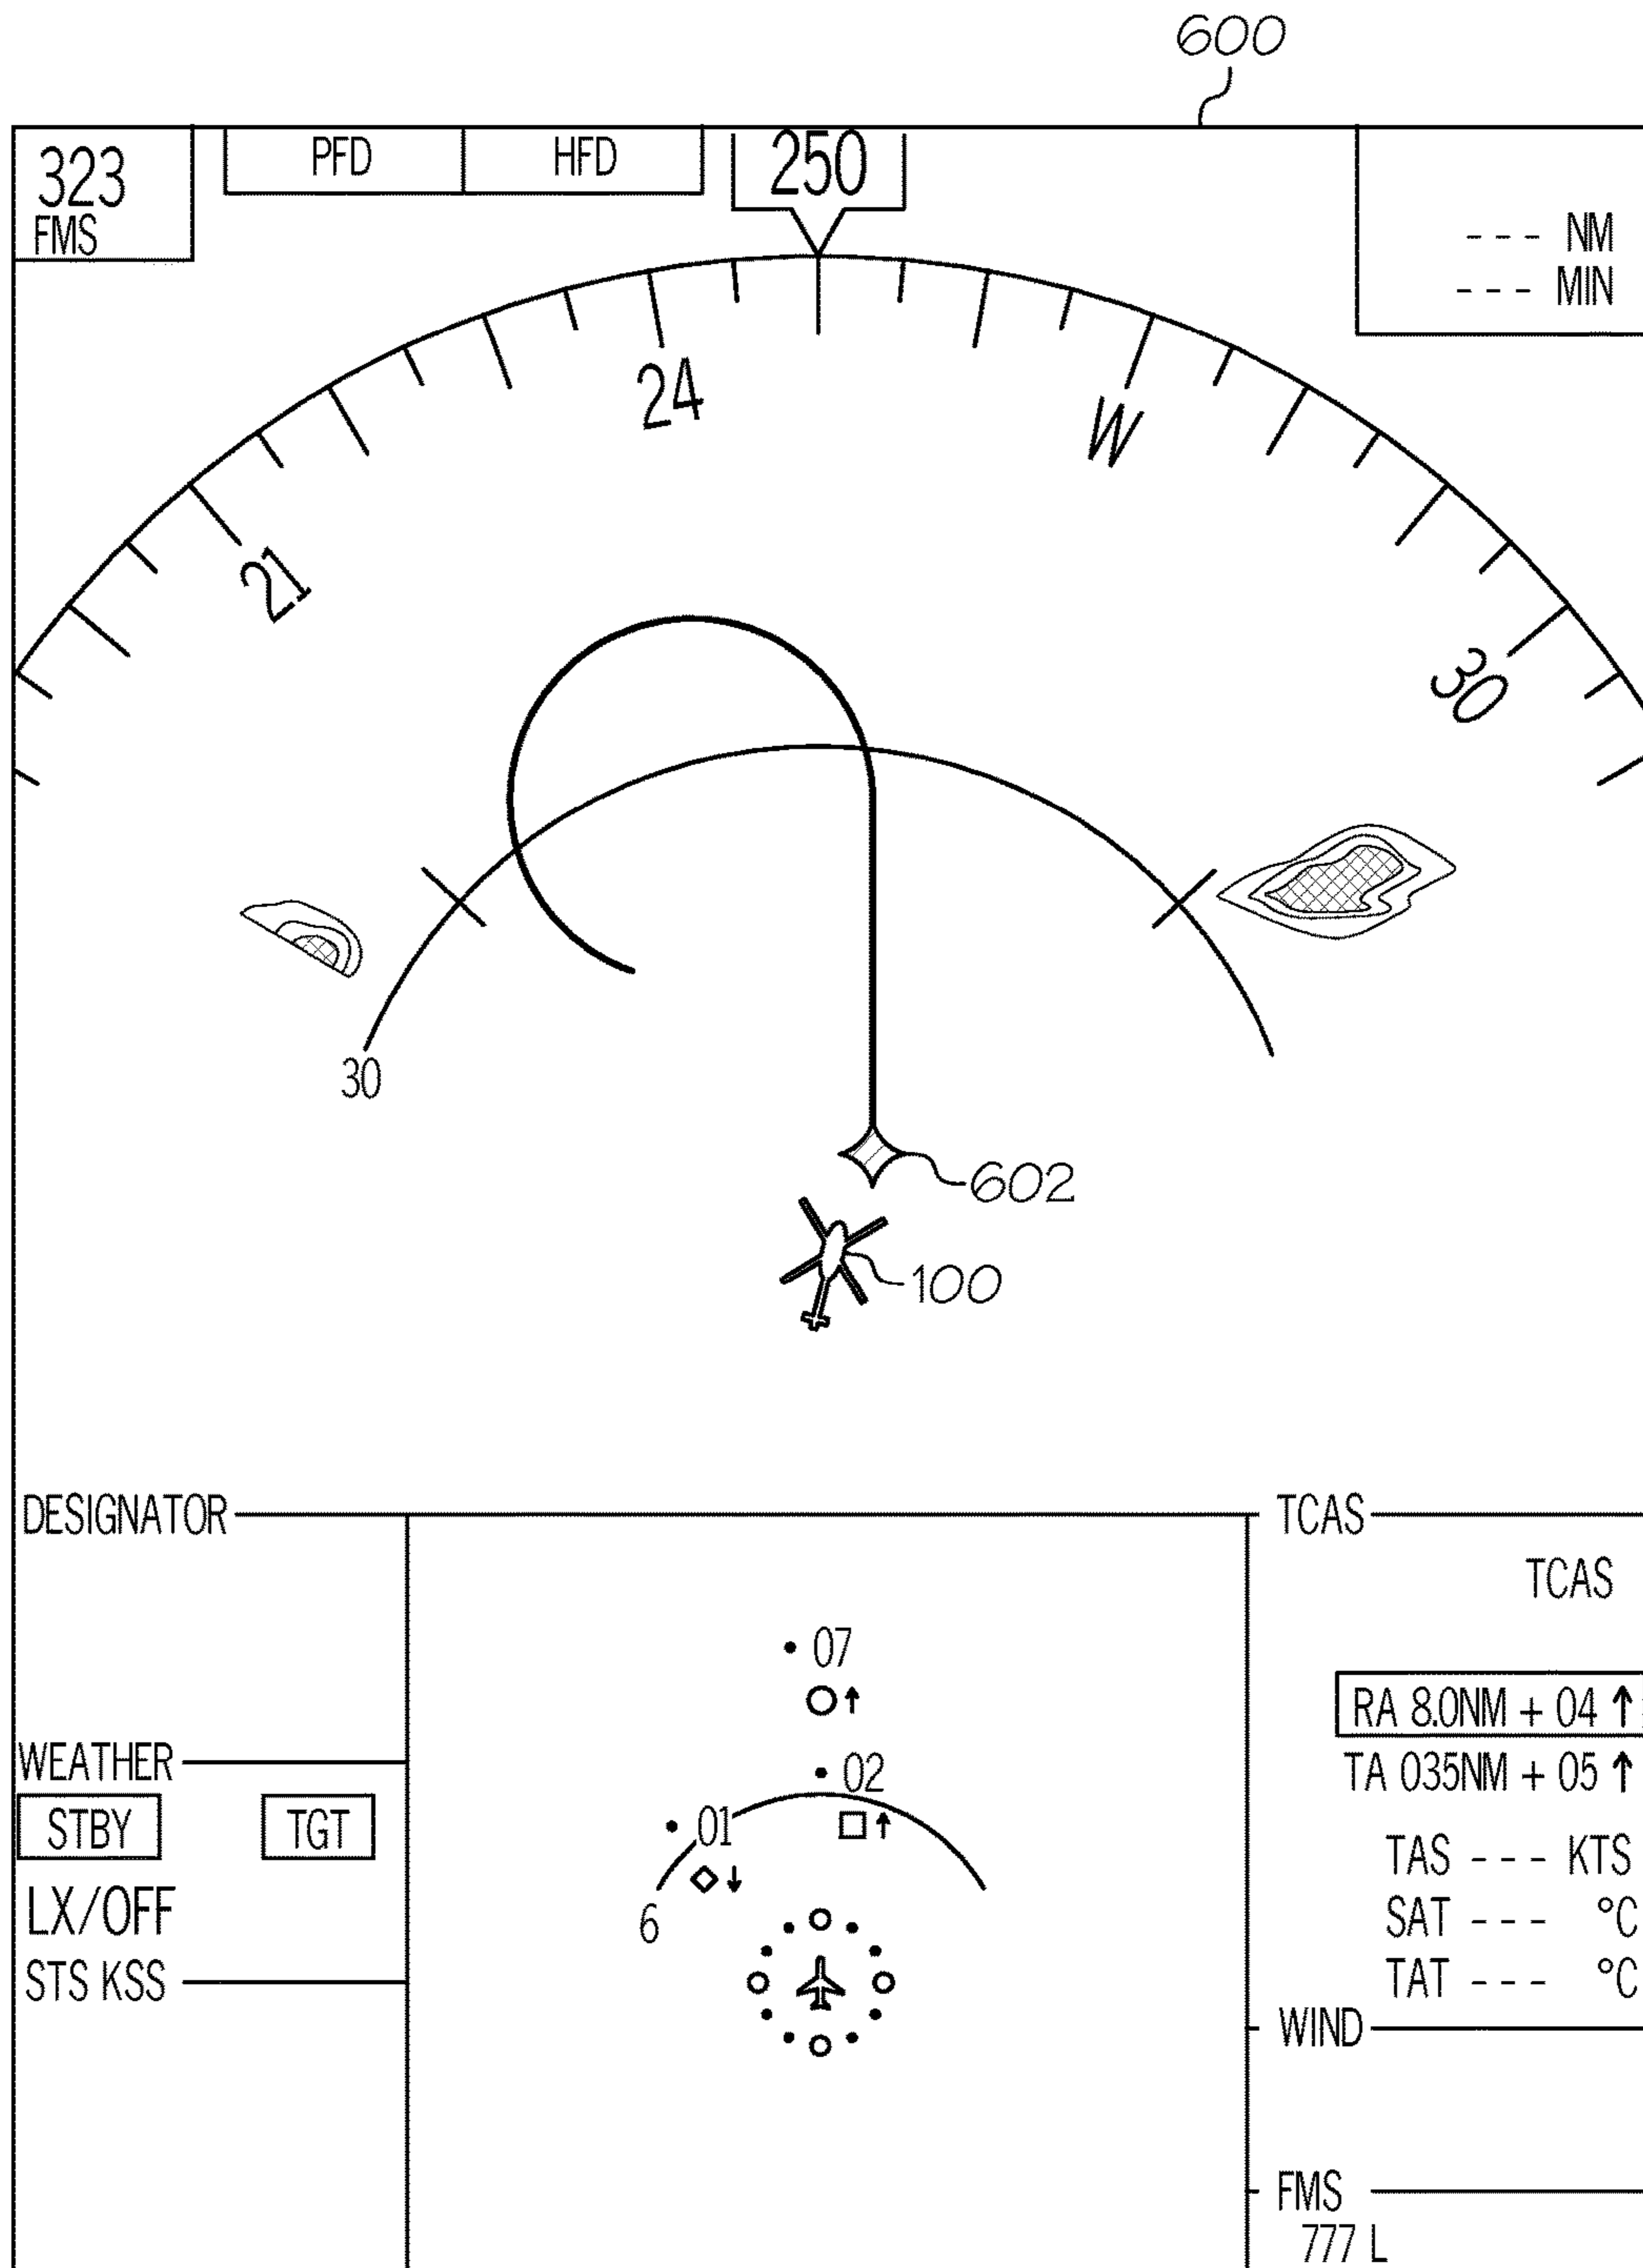 600
323
FMS
PFD
HFD
250
--- NM
--- MIN
24
W
21
30
30
602
100
DESIGNATOR
WEATHER
STBY
TGT
LX/OFF
STS KSS
07
02
01
6
TCAS
TCAS
RA 8.0NM + 04 ↑
TA 035NM + 05 ↑
TAS --- KTS
SAT --- °C
TAT --- °C
WIND
FMS
777 L